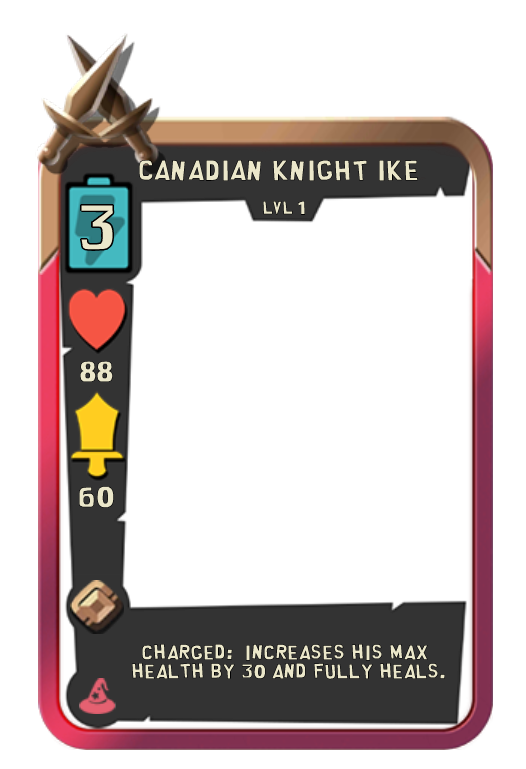 CANADIAN KNIGHT IKE
LVL 1
3
88
60
CHARGED: INCREASES HIS MAX
HEALTH BY 30 AND FULLY HEALS.